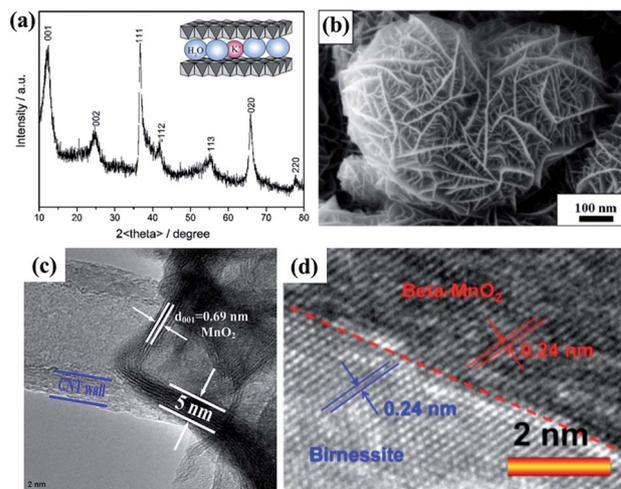 (a)
001
002
111
112
113
020
220
H₂O
K⁺
Intensity / a.u.
10 20 30 40 50 60 70 80
2<theta> / degree
(b)
100 nm
(c)
d₀₀₁=0.69 nm
MnO₂
CNT wall
5 nm
2 nm
(d)
Beta-MnO₂
0.24 nm
0.24 nm
Birnessite
2 nm